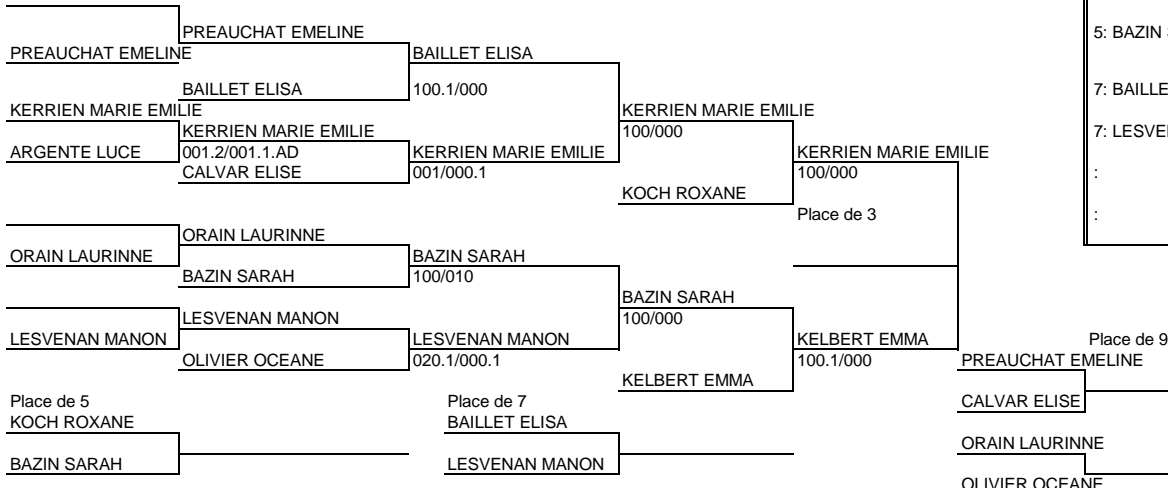 PREAUCHAT EMELINE
5: BAZIN
PREAUCHAT EMELINE
BAILLET ELISA
BAILLET ELISA
100.1/000
7: BAILLE
KERRIEN MARIE EMILIE
KERRIEN MARIE EMILIE
KERRIEN MARIE EMILIE
100/000
7: LESVE
ARGENTE LUCE
001.2/001.1.AD
KERRIEN MARIE EMILIE
KERRIEN MARIE EMILIE
CALVAR ELISE
001/000.1
100/000
:
KOCH ROXANE
Place de 3
:
ORAIN LAURINNE
ORAIN LAURINNE
BAZIN SARAH
BAZIN SARAH
100/010
BAZIN SARAH
LESVENAN MANON
100/000
LESVENAN MANON
LESVENAN MANON
KELBERT EMMA
Place de 9
OLIVIER OCEANE
020.1/000.1
100.1/000
PREAUCHAT EMELINE
KELBERT EMMA
Place de 5
Place de 7
CALVAR ELISE
KOCH ROXANE
BAILLET ELISA
ORAIN LAURINNE
BAZIN SARAH
LESVENAN MANON
OLIVIER OCEANE